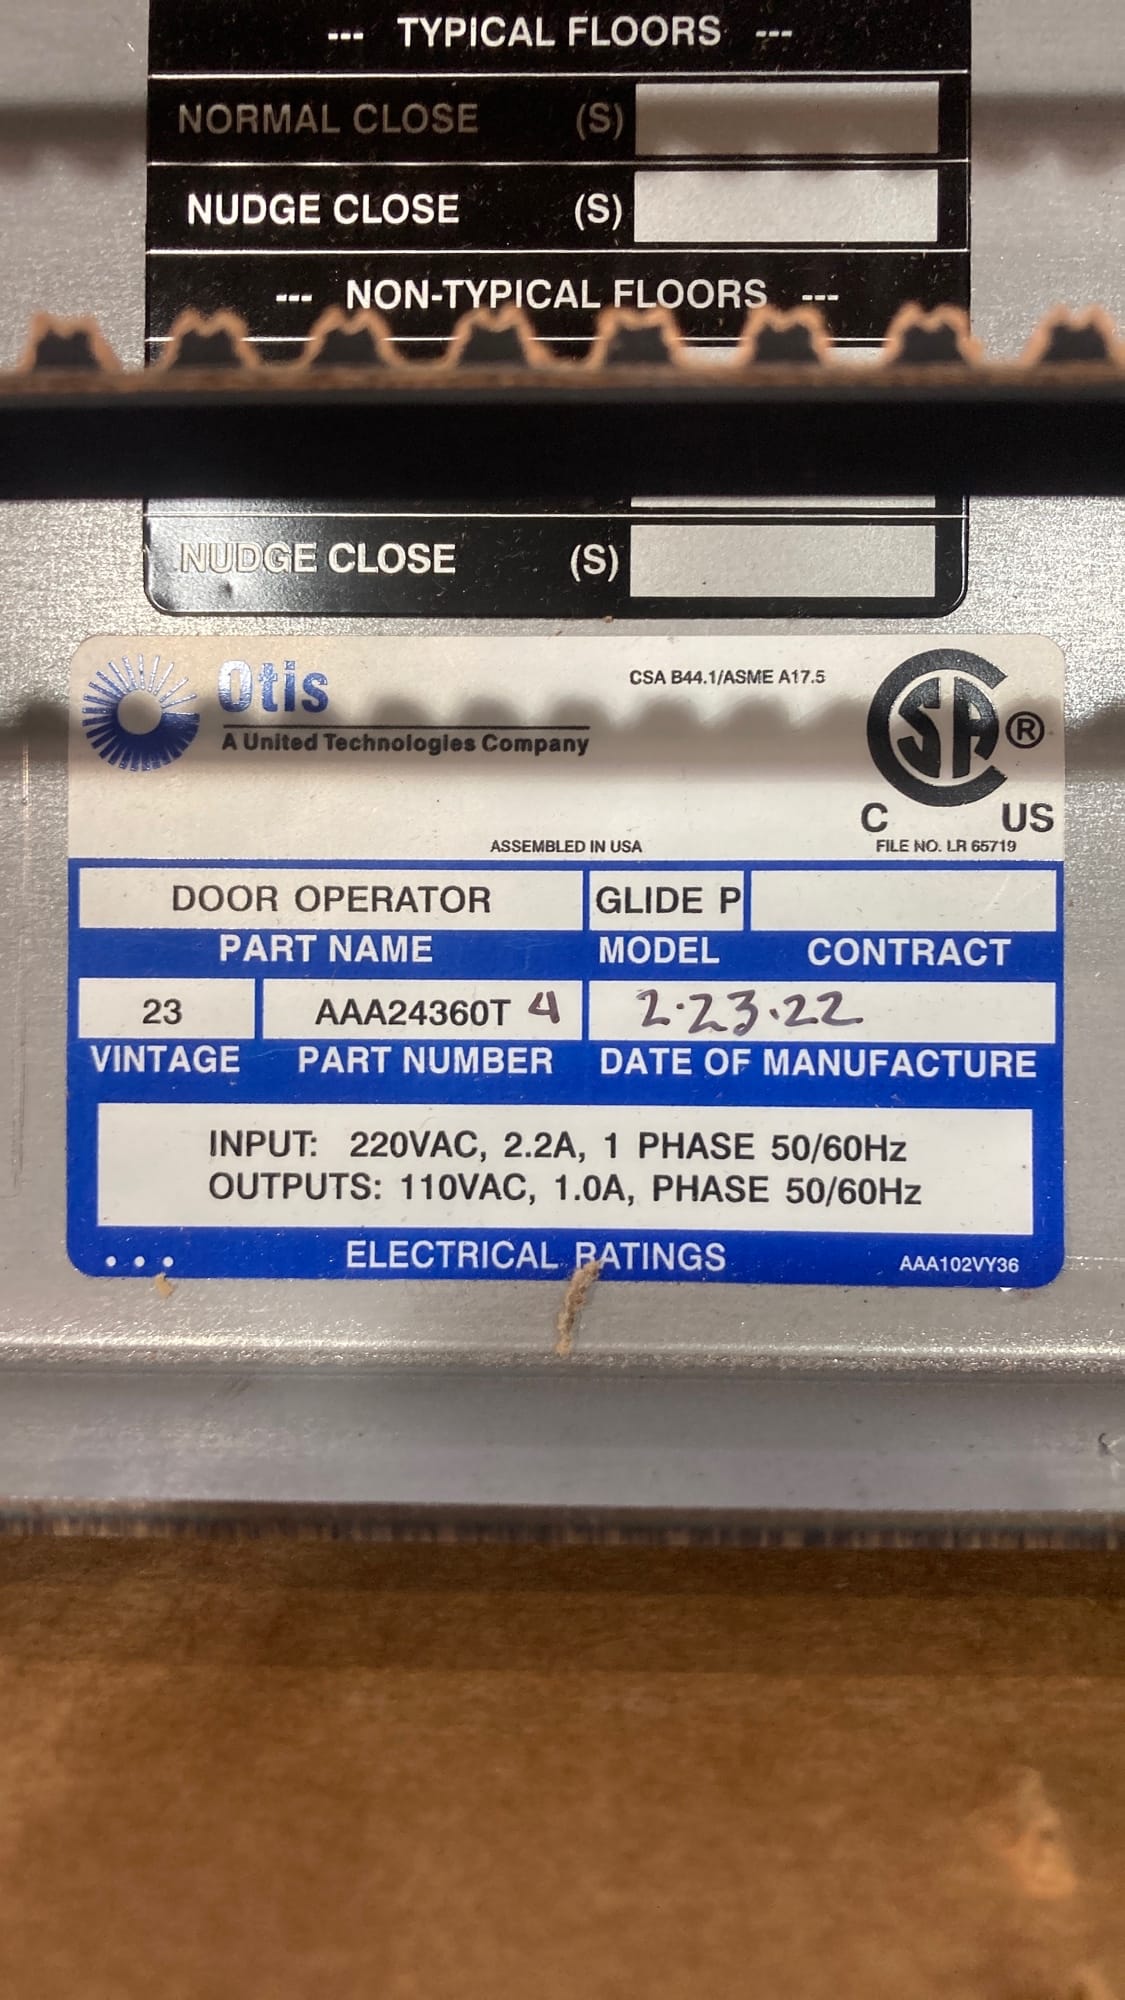 --- TYPICAL FLOORS ---
NORMAL CLOSE (S)
NUDGE CLOSE (S)
--- NON-TYPICAL FLOORS ---
NUDGE CLOSE (S)
Otis
A United Technologies Company
CSA B44.1/ASME A17.5
SA ®
C US
ASSEMBLED IN USA
FILE NO. LR 65719
DOOR OPERATOR GLIDE P
PART NAME MODEL CONTRACT
23 AAA24360T 4 2.23.22
VINTAGE PART NUMBER DATE OF MANUFACTURE
INPUT: 220VAC, 2.2A, 1 PHASE 50/60Hz
OUTPUTS: 110VAC, 1.0A, PHASE 50/60Hz
... ELECTRICAL RATINGS AAA102VY36